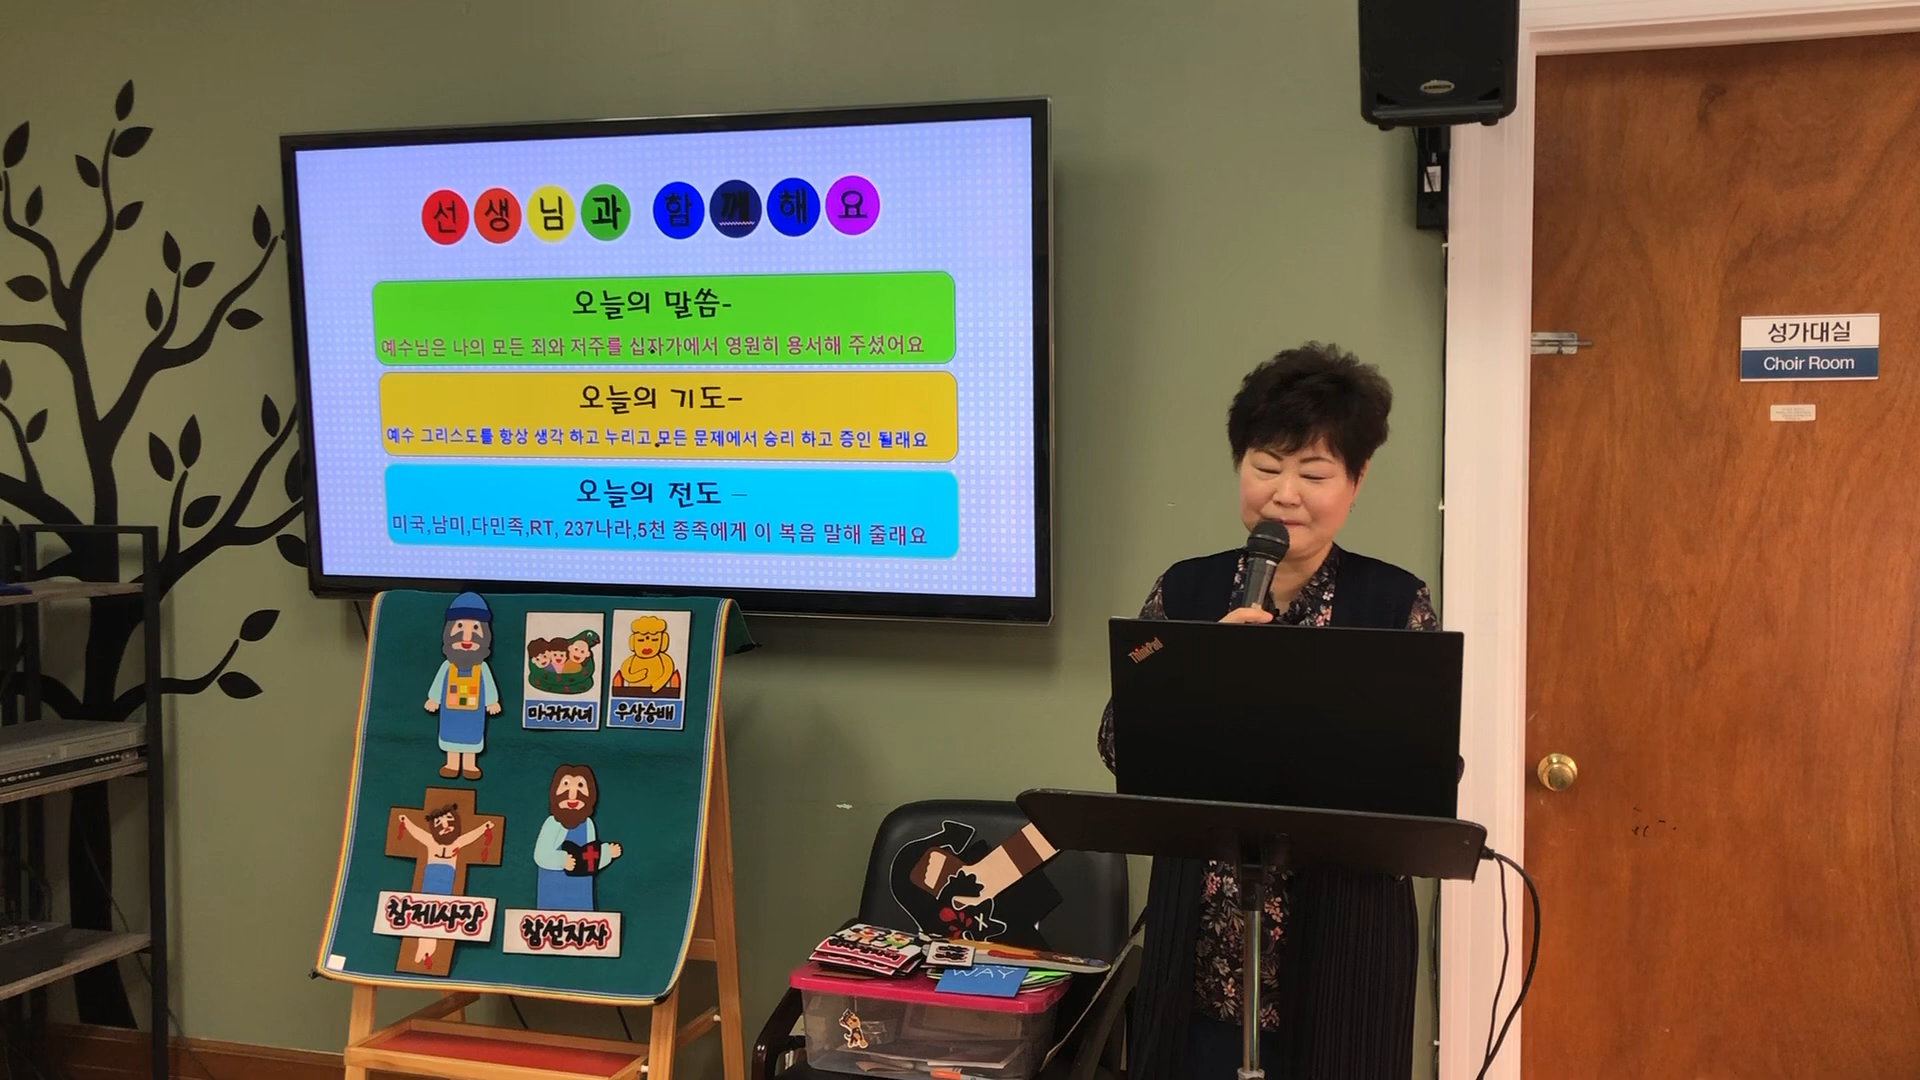 선생님과 함께해요
오늘의 말씀-
예수님은 나의 모든 죄와 저주를 십자가에서 영원히 용서해 주셨어요
오늘의 기도-
예수 그리스도를 항상 생각 하고 누리고 모든 문제에서 승리 하고 증인 될래요
오늘의 전도 –
미국,남미,다민족,RT, 237나라,5천 종족에게 이 복음 말해 줄래요
성가대실
Choir Room
ThinkPad
마귀자녀
우상숭배
참제사장
참선지자
WAY